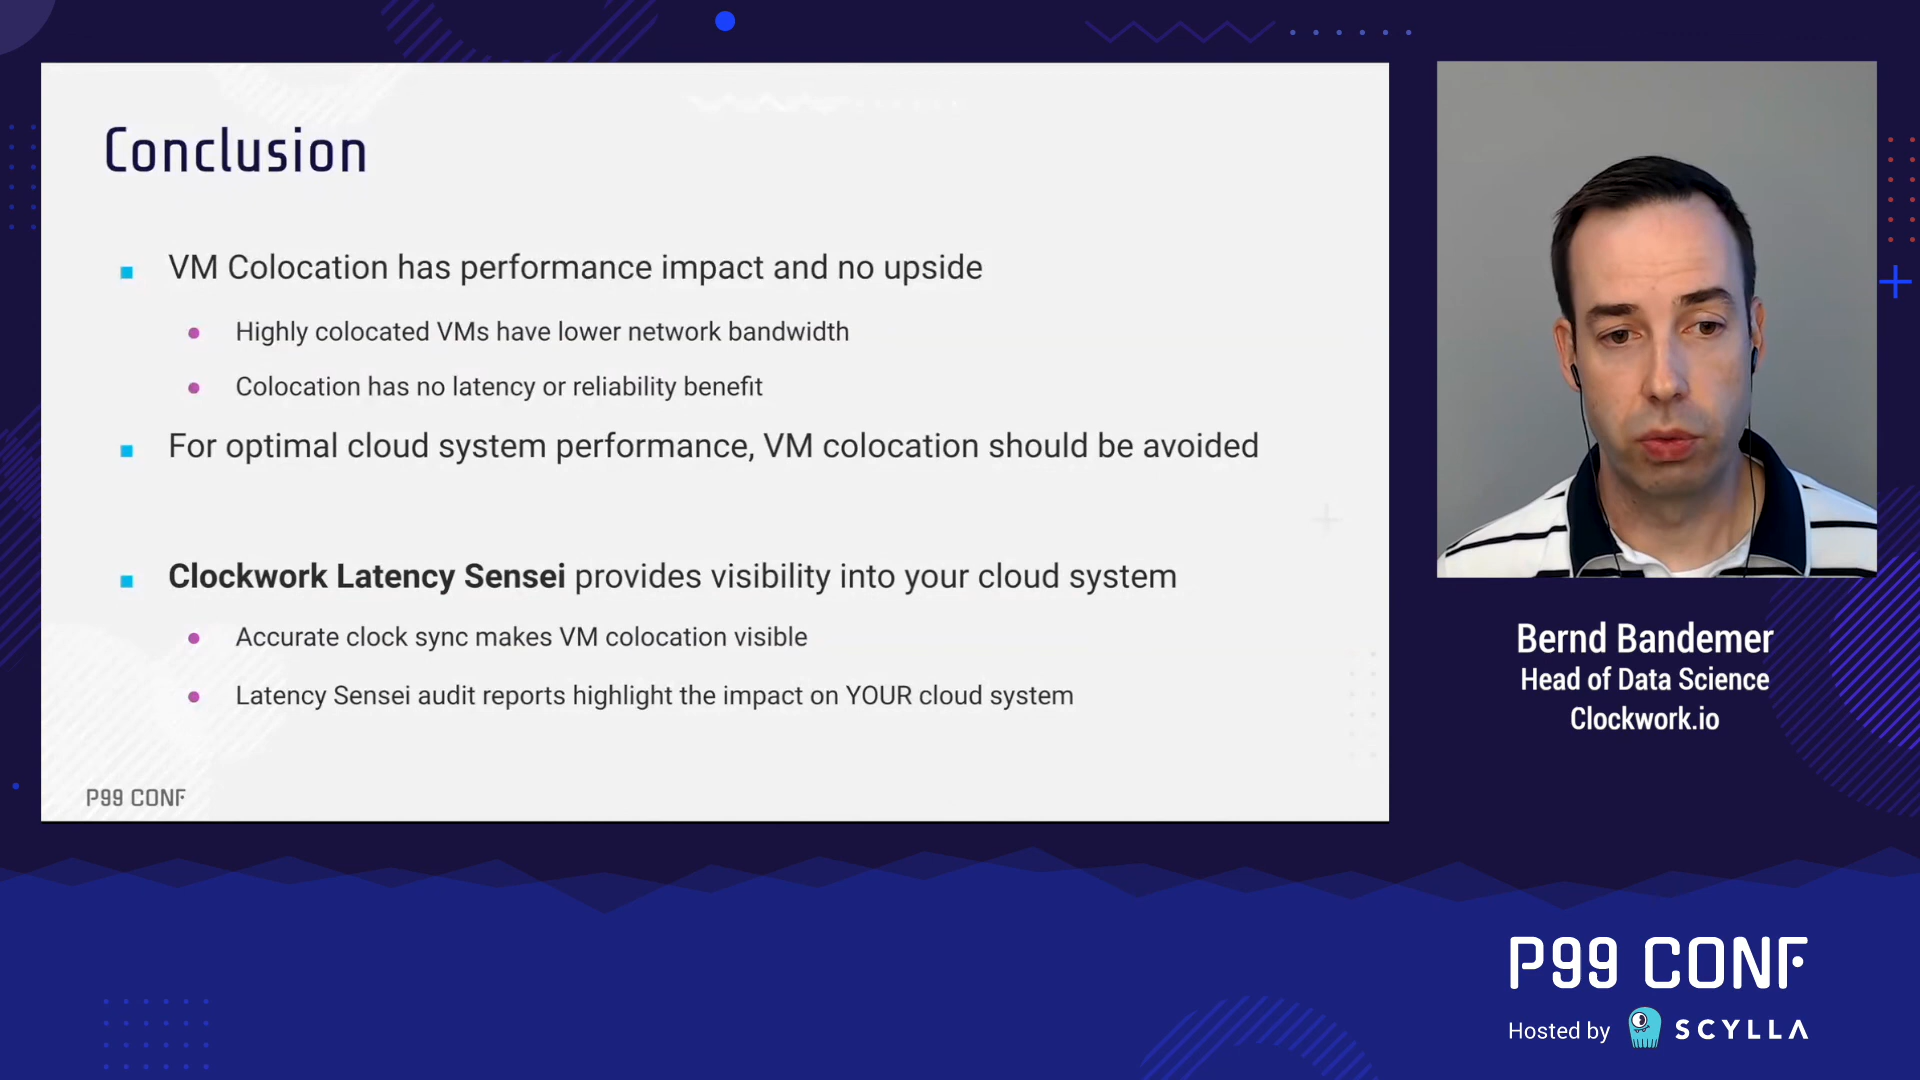 Conclusion
VM Colocation has performance impact and no upside
Highly colocated VMs have lower network bandwidth
Colocation has no latency or reliability benefit
For optimal cloud system performance, VM colocation should be avoided
Clockwork Latency Sensei provides visibility into your cloud system
Accurate clock sync makes VM colocation visible
Latency Sensei audit reports highlight the impact on YOUR cloud system
P99 CONF
Bernd Bandemer
Head of Data Science
Clockwork.io
P99 CONF
Hosted by SCYLLA